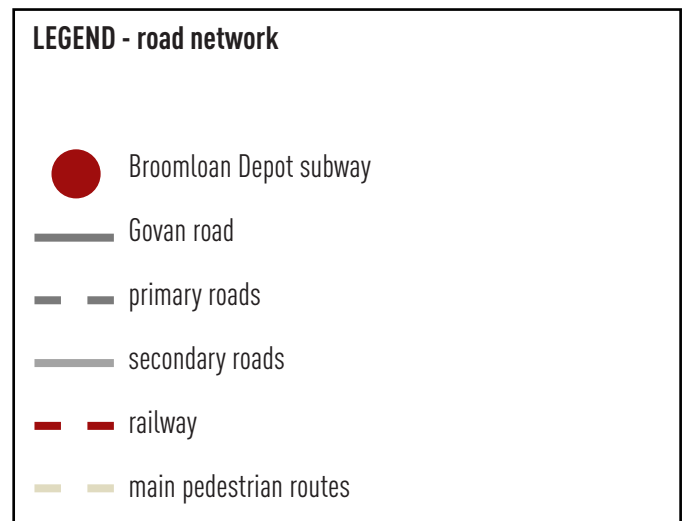 LEGEND - road network
Broomloan Depot subway
Govan road
primary roads
secondary roads
railway
main pedestrian routes